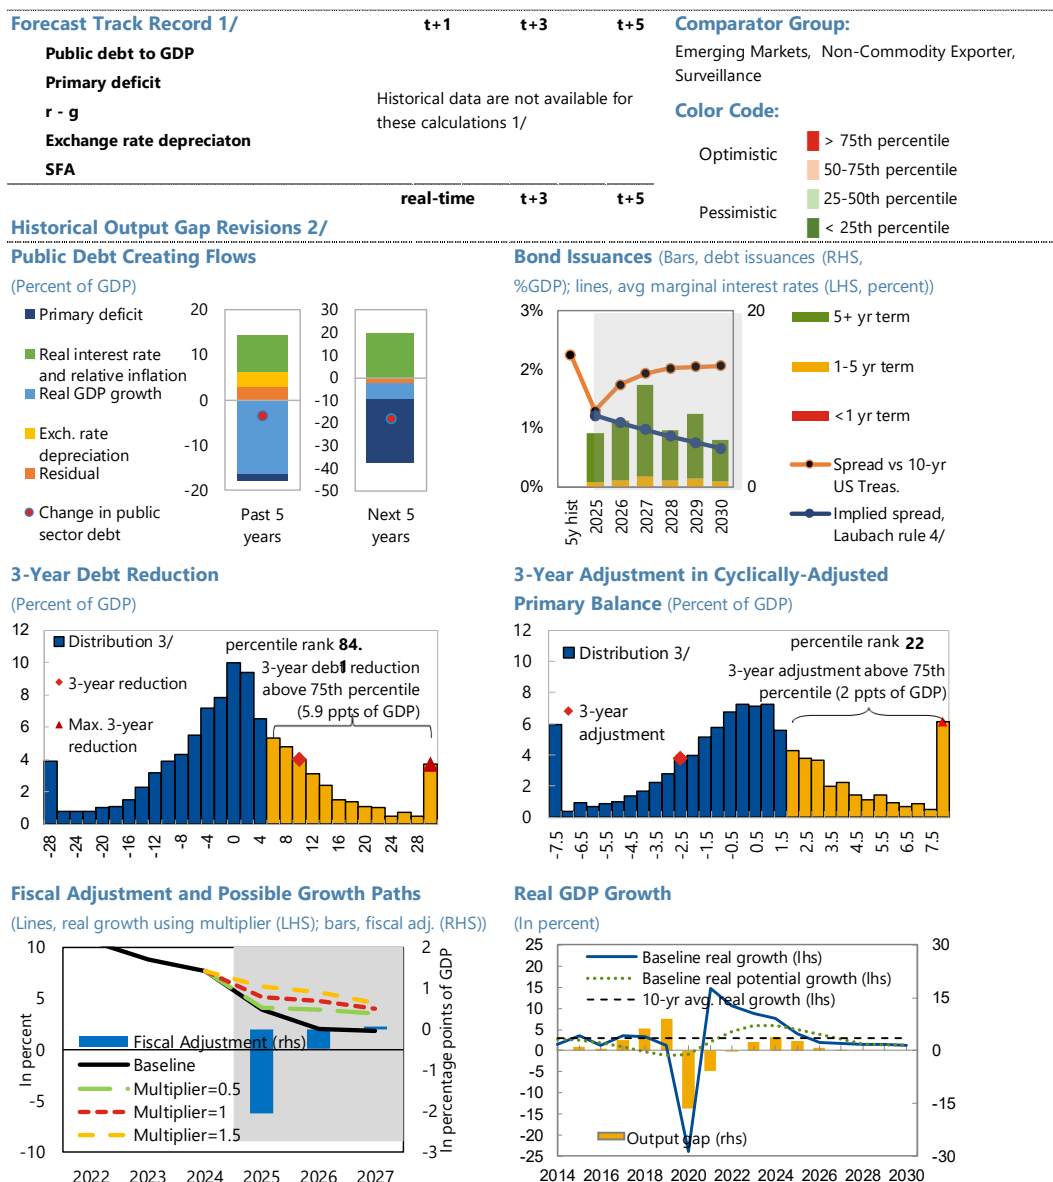 Forecast Track Record 1/ t+1 t+3 t+5
Public debt to GDP
Primary deficit
r - g
Exchange rate depreciaton
SFA
Historical data are not available for
these calculations 1/
real-time t+3 t+5
Historical Output Gap Revisions 2/
Comparator Group:
Emerging Markets, Non-Commodity Exporter,
Surveillance
Color Code:
Optimistic
Pessimistic
> 75th percentile
50-75th percentile
25-50th percentile
< 25th percentile
Public Debt Creating Flows
(Percent of GDP)
Primary deficit
Real interest rate
and relative inflation
Real GDP growth
Exch. rate
depreciation
Residual
Change in public
sector debt
20
10
0
-10
-20
Past 5
years
30
20
10
0
-10
-20
-30
-40
-50
Next 5
years
Bond Issuances (Bars, debt issuances (RHS,
%GDP); lines, avg marginal interest rates (LHS, percent))
3%
2%
1%
0%
20
0
5y hist
2025
2026
2027
2028
2029
2030
5+ yr term
1-5 yr term
<1 yr term
Spread vs 10-yr
US Treas.
Implied spread,
Laubach rule 4/
3-Year Debt Reduction
(Percent of GDP)
12
10
8
6
4
2
0
Distribution 3/
3-year reduction
Max. 3-year
reduction
percentile rank 84.
1
3-year debt reduction
above 75th percentile
(5.9 ppts of GDP)
-28
-24
-20
-16
-12
-8
-4
0
4
8
12
16
20
24
28
3-Year Adjustment in Cyclically-Adjusted
Primary Balance (Percent of GDP)
12
10
8
6
4
2
0
Distribution 3/
3-year
adjustment
percentile rank 22
3-year adjustment above 75th
percentile (2 ppts of GDP)
-7.5
-6.5
-5.5
-4.5
-3.5
-2.5
-1.5
-0.5
0.5
1.5
2.5
3.5
4.5
5.5
6.5
7.5
Fiscal Adjustment and Possible Growth Paths
(Lines, real growth using multiplier (LHS); bars, fiscal adj. (RHS))
In percent
10
5
0
-5
-10
Fiscal Adjustment (rhs)
Baseline
Multiplier=0.5
Multiplier=1
Multiplier=1.5
2
1
0
-1
-2
-3
In percentage points of GDP
2022 2023 2024 2025 2026 2027
Real GDP Growth
(In percent)
25
20
15
10
5
0
-5
-10
-15
-20
-25
Baseline real growth (lhs)
Baseline real potential growth (lhs)
10-yr avg. real growth (lhs)
Output gap (rhs)
30
15
0
-15
-30
2014 2016 2018 2020 2022 2024 2026 2028 2030